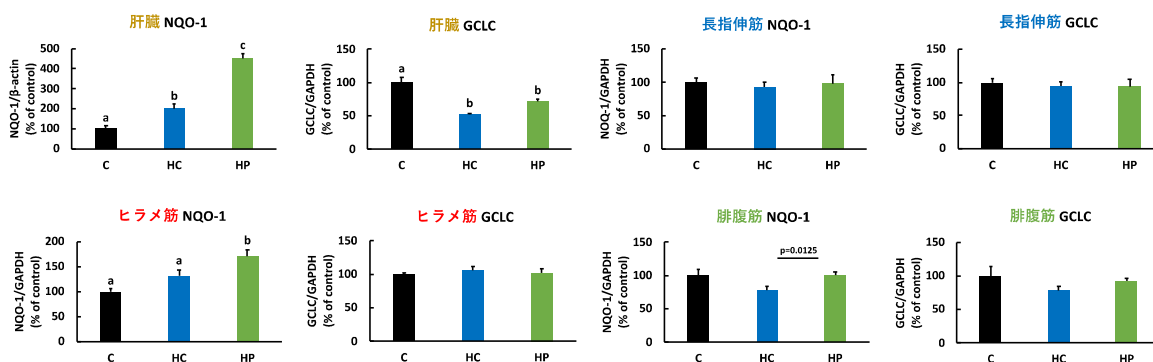 肝臓 NQO-1
NQO-1/β-actin
(% of control)
500
400
300
200
100
0
a
b
c
C
HC
HP
肝臓 GCLC
GCLC/GAPDH
(% of control)
150
100
50
0
a
b
b
C
HC
HP
長指伸筋 NQO-1
NOQ-1/GAPDH
(% of control)
150
100
50
0
C
HC
HP
長指伸筋 GCLC
GCLC/GAPDH
(% of control)
150
100
50
0
C
HC
HP
ヒラメ筋 NQO-1
NQO-1/GAPDH
(% of control)
200
150
100
50
0
a
a
b
C
HC
HP
ヒラメ筋 GCLC
GCLC/GAPDH
(% of control)
150
100
50
0
C
HC
HP
腓腹筋 NQO-1
NQO-1/GAPDH
(% of control)
150
100
50
0
p=0.0125
C
HC
HP
腓腹筋 GCLC
GCLC/GAPDH
(% of control)
150
100
50
0
C
HC
HP